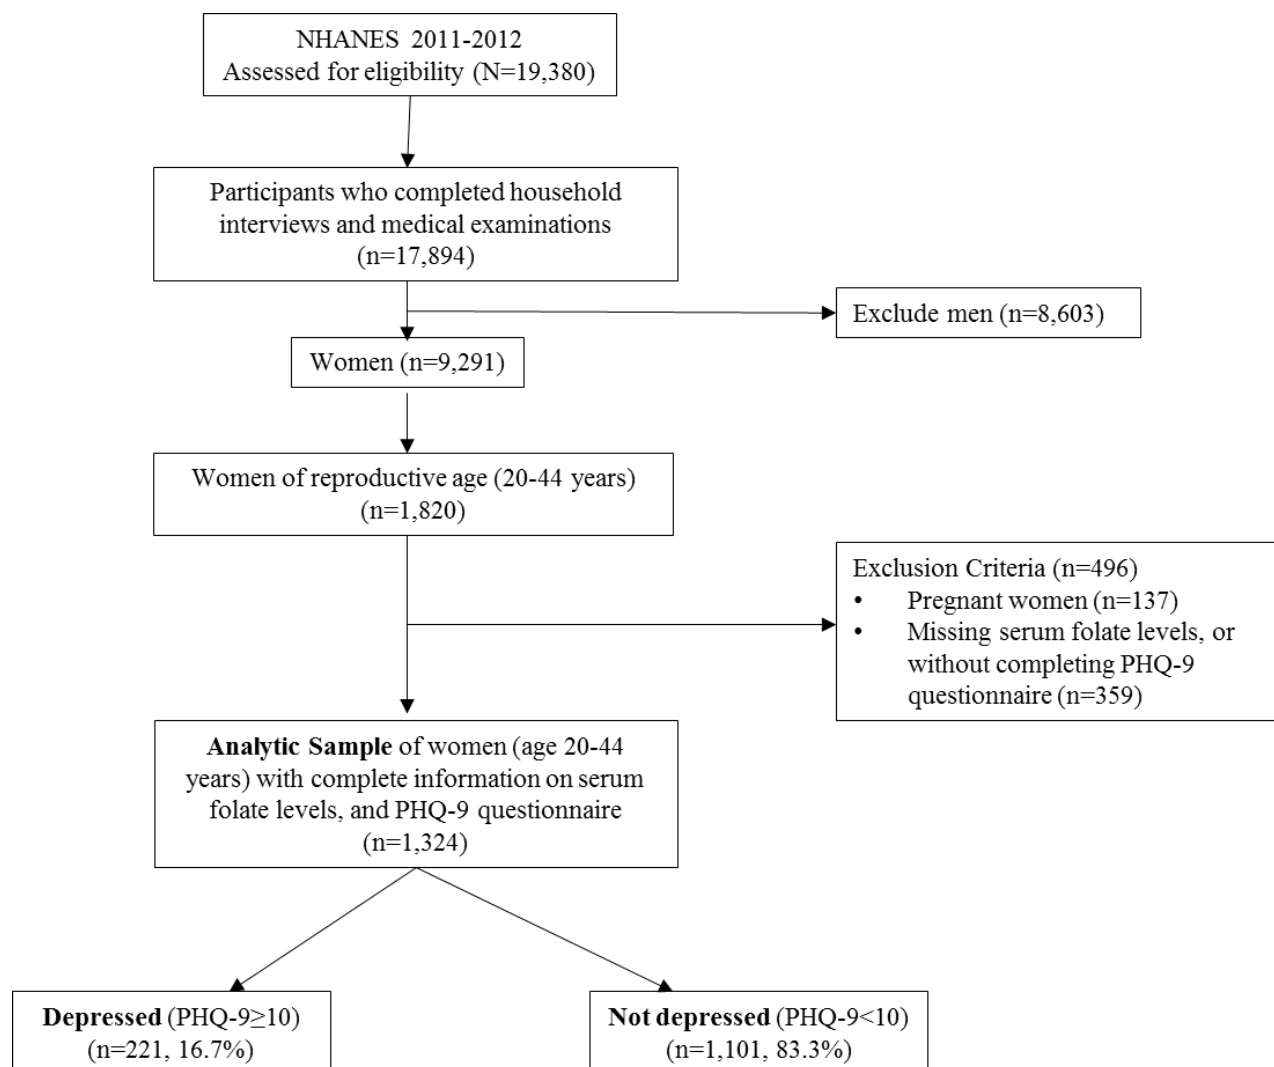 NHANES 2011-2012
Assessed for eligibility (N=19,380)
Participants who completed household
interviews and medical examinations
(n=17,894)
Exclude men (n=8,603)
Women (n=9,291)
Women of reproductive age (20-44 years)
(n=1,820)
Exclusion Criteria (n=496)
• Pregnant women (n=137)
• Missing serum folate levels, or
without completing PHQ-9
questionnaire (n=359)
Analytic Sample of women (age 20-44
years) with complete information on serum
folate levels, and PHQ-9 questionnaire
(n=1,324)
Depressed (PHQ-9≥10)
(n=221, 16.7%)
Not depressed (PHQ-9<10)
(n=1,101, 83.3%)